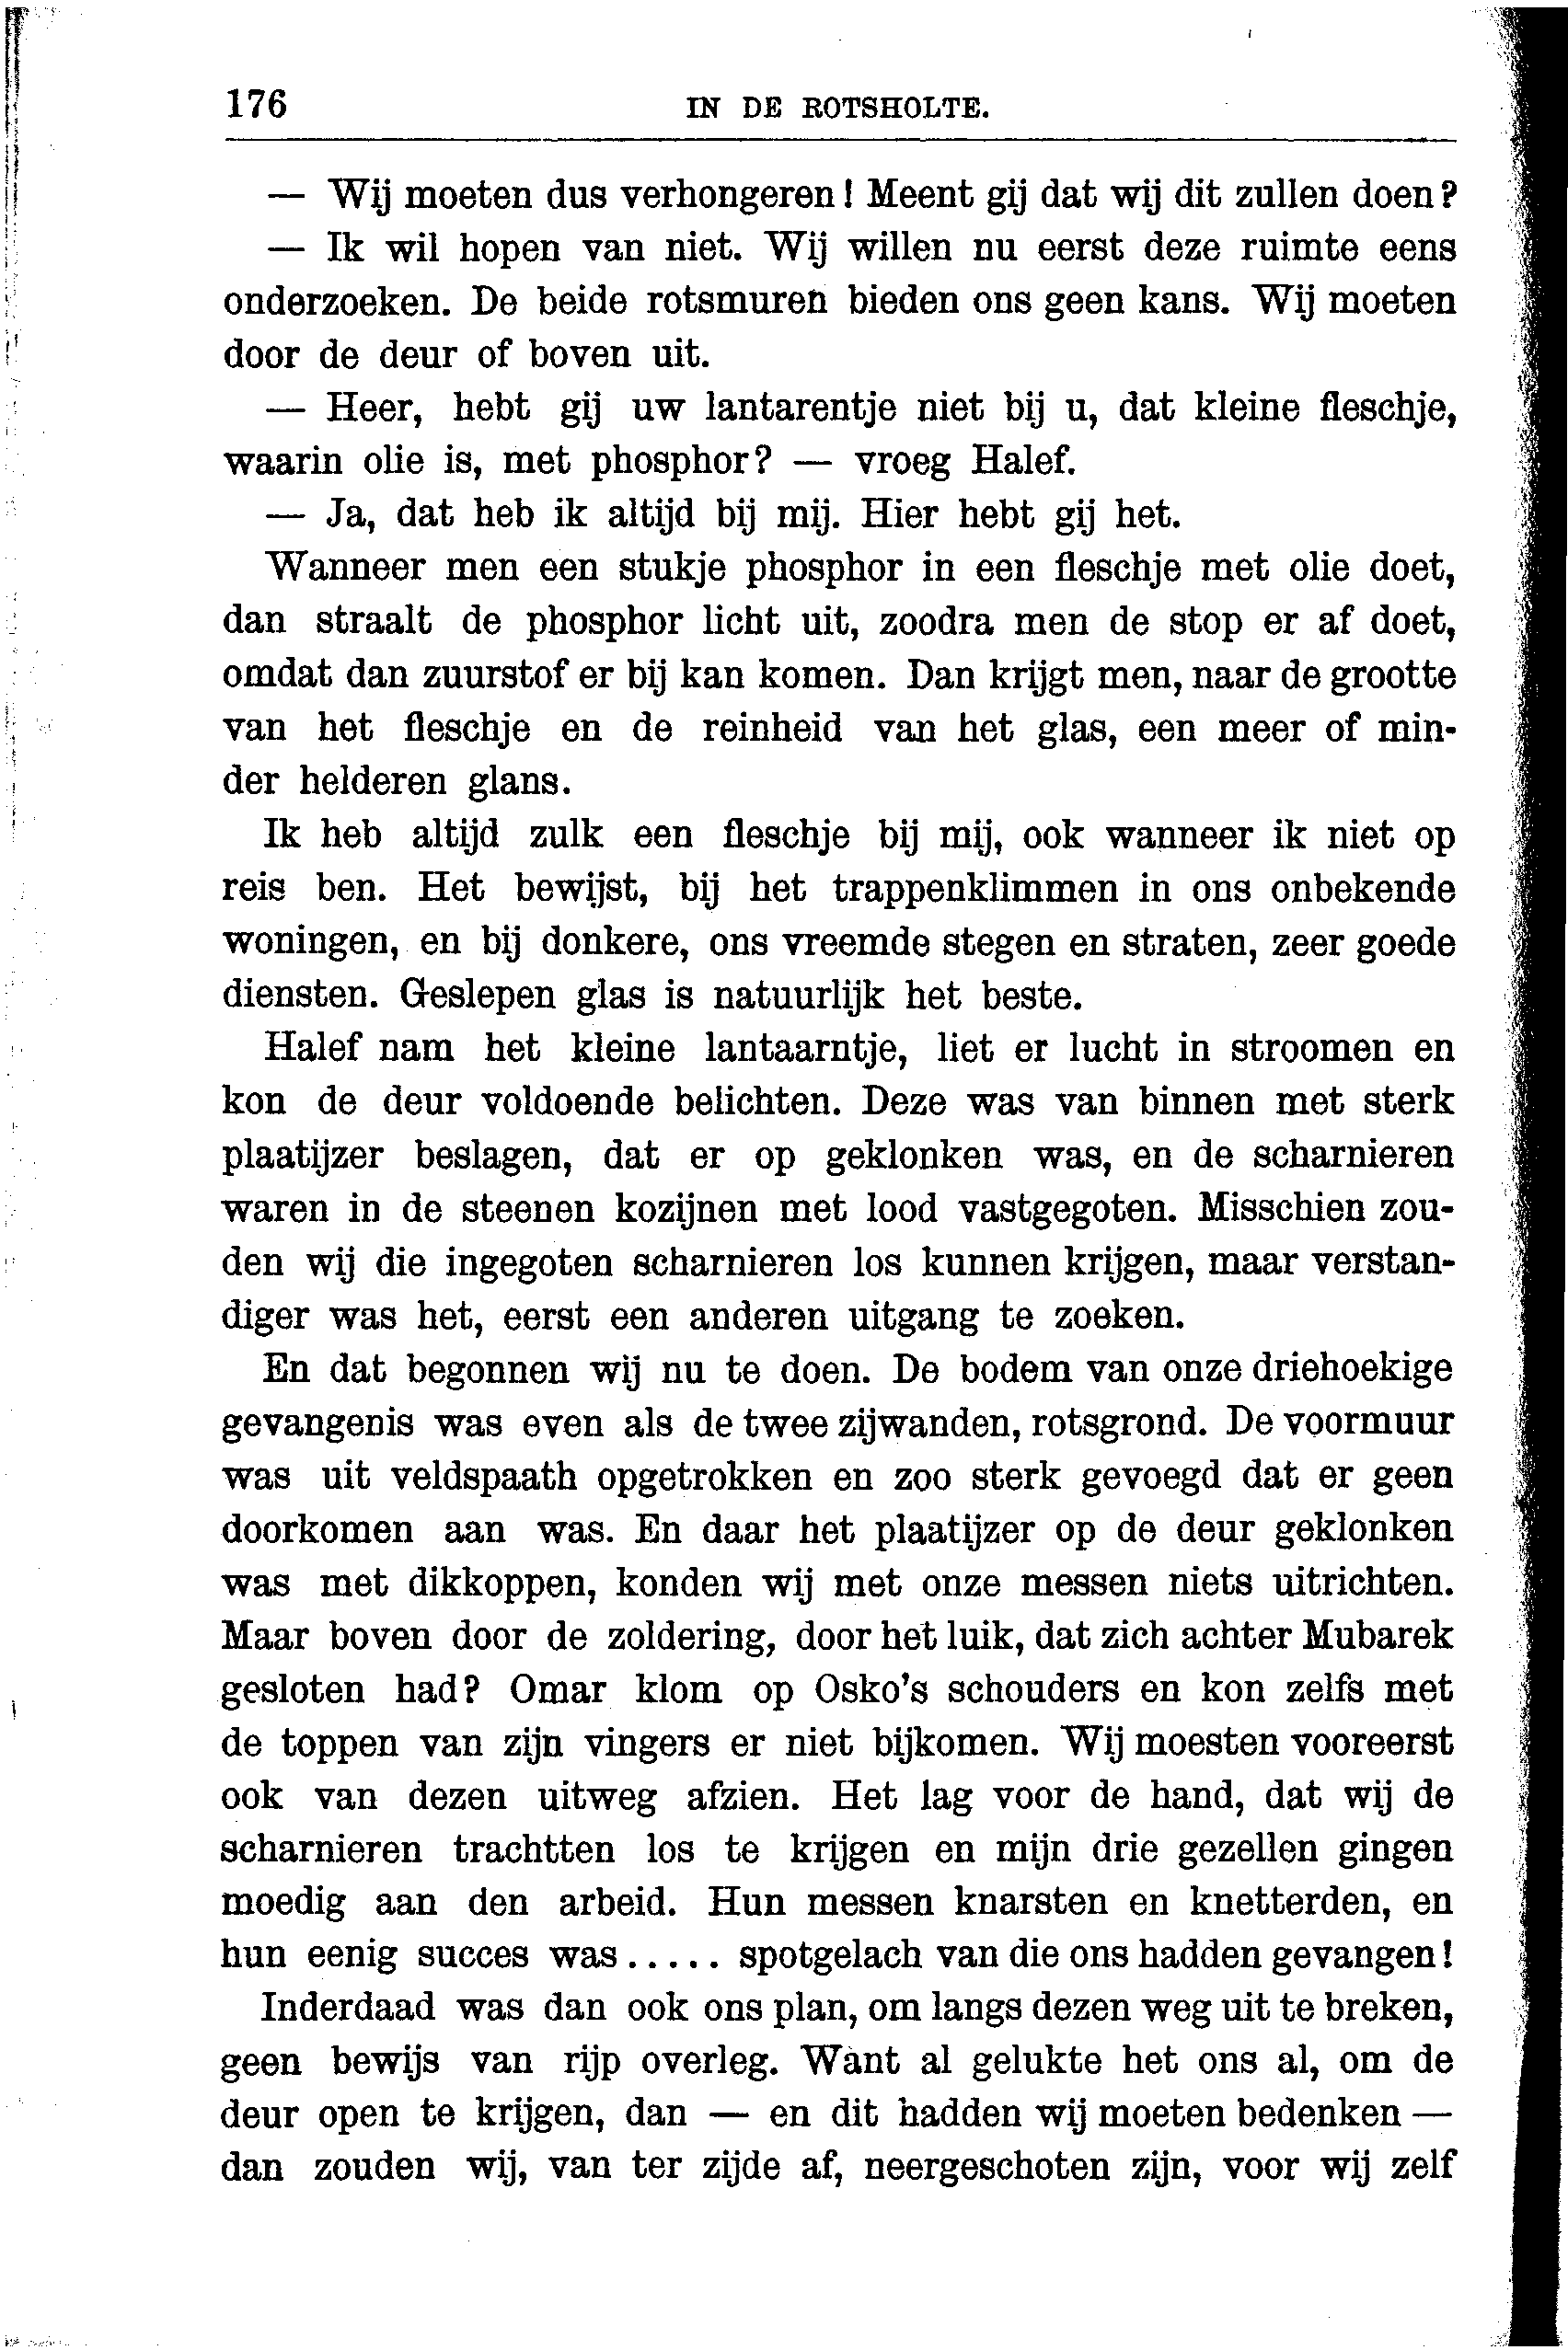 176 IN DE ROTSHOLTE.
— Wij moeten dus verhongeren! Meent gij dat wij dit zullen doen?
— Ik wil hopen van niet. Wij willen nu eerst deze ruimte eens
onderzoeken. De beide rotsmuren bieden ons geen kans. Wij moeten
door de deur of boven uit.
— Heer, hebt gij uw lantarentje niet bij u, dat kleine fleschje,
waarin olie is, met phosphor? — vroeg Halef.
— Ja, dat heb ik altijd bij mij. Hier hebt gij het.
Wanneer men een stukje phosphor in een fleschje met olie doet,
dan straalt de phosphor licht uit, zoodra men de stop er af doet,
omdat dan zuurstof er bij kan komen. Dan krijgt men, naar de grootte
van het fleschje en de reinheid van het glas, een meer of min-
der helderen glans.
Ik heb altijd zulk een fleschje bij mij, ook wanneer ik niet op
reis ben. Het bewijst, bij het trappenklimmen in ons onbekende
woningen, en bij donkere, ons vreemde stegen en straten, zeer goede
diensten. Geslepen glas is natuurlijk het beste.
Halef nam het kleine lantaarntje, liet er lucht in stroomen en
kon de deur voldoende belichten. Deze was van binnen met sterk
plaatijzer beslagen, dat er op geklonken was, en de scharnieren
waren in de steenen kozijnen met lood vastgegoten. Misschien zou-
den wij die ingegoten scharnieren los kunnen krijgen, maar verstan-
diger was het, eerst een anderen uitgang te zoeken.
En dat begonnen wij nu te doen. De bodem van onze driehoekige
gevangenis was even als de twee zijwanden, rotsgrond. De voormuur
was uit veldspaath opgetrokken en zoo sterk gevoegd dat er geen
doorkomen aan was. En daar het plaatijzer op de deur geklonken
was met dikkoppen, konden wij met onze messen niets uitrichten.
Maar boven door de zoldering, door het luik, dat zich achter Mubarek
gesloten had? Omar klom op Osko's schouders en kon zelfs met
de toppen van zijn vingers er niet bijkomen. Wij moesten vooreerst
ook van dezen uitweg afzien. Het lag voor de hand, dat wij de
scharnieren trachtten los te krijgen en mijn drie gezellen gingen
moedig aan den arbeid. Hun messen knarsten en knetterden, en
hun eenig succes was..... spotgelach van die ons hadden gevangen!
Inderdaad was dan ook ons plan, om langs dezen weg uit te breken,
geen bewijs van rijp overleg. Want al gelukte het ons al, om de
deur open te krijgen, dan — en dit hadden wij moeten bedenken —
dan zouden wij, van ter zijde af, neergeschoten zijn, voor wij zelf